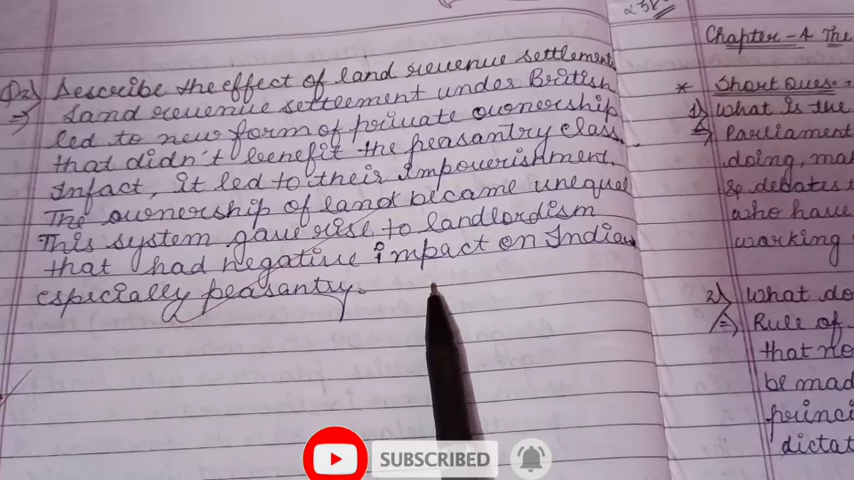 Q2) Describe the effect of land revenue settlements
⇒ Land revenue settlement under British
led to new form of private ownership
that didn't benefit the peasantry class.
Infact, it led to their impoverishment.
The ownership of land became unequal
This system gave rise to landlordism
that had negative impact on Indian
especially peasantry.
Chapter-4 The
* Short Ques
1) What is the
⇒ Parliament
doing, ma
& debates t
who have
working
2) What do
⇒ Rule of
that no
be mad
princi
dictat
SUBSCRIBED